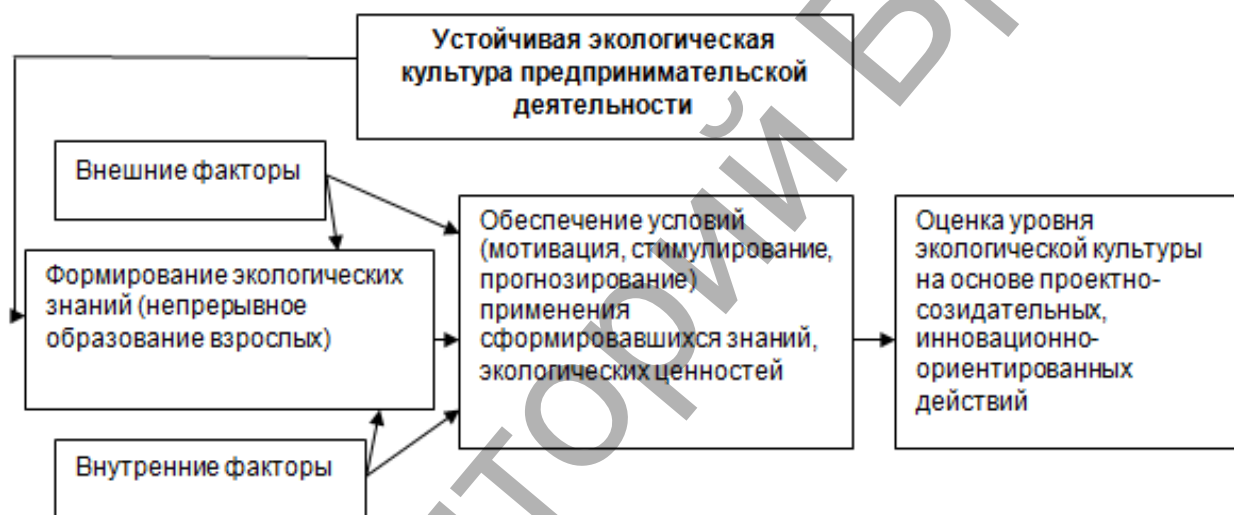 Устойчивая экологическая
культура предпринимательской
деятельности
Внешние факторы
Формирование экологических
знаний (непрерывное
образование взрослых)
Внутренние факторы
Обеспечение условий
(мотивация, стимулирование,
прогнозирование)
применения
сформировавшихся знаний,
экологических ценностей
Оценка уровня
экологической культуры
на основе проектно-
созидательных,
инновационно-
ориентированных
действий